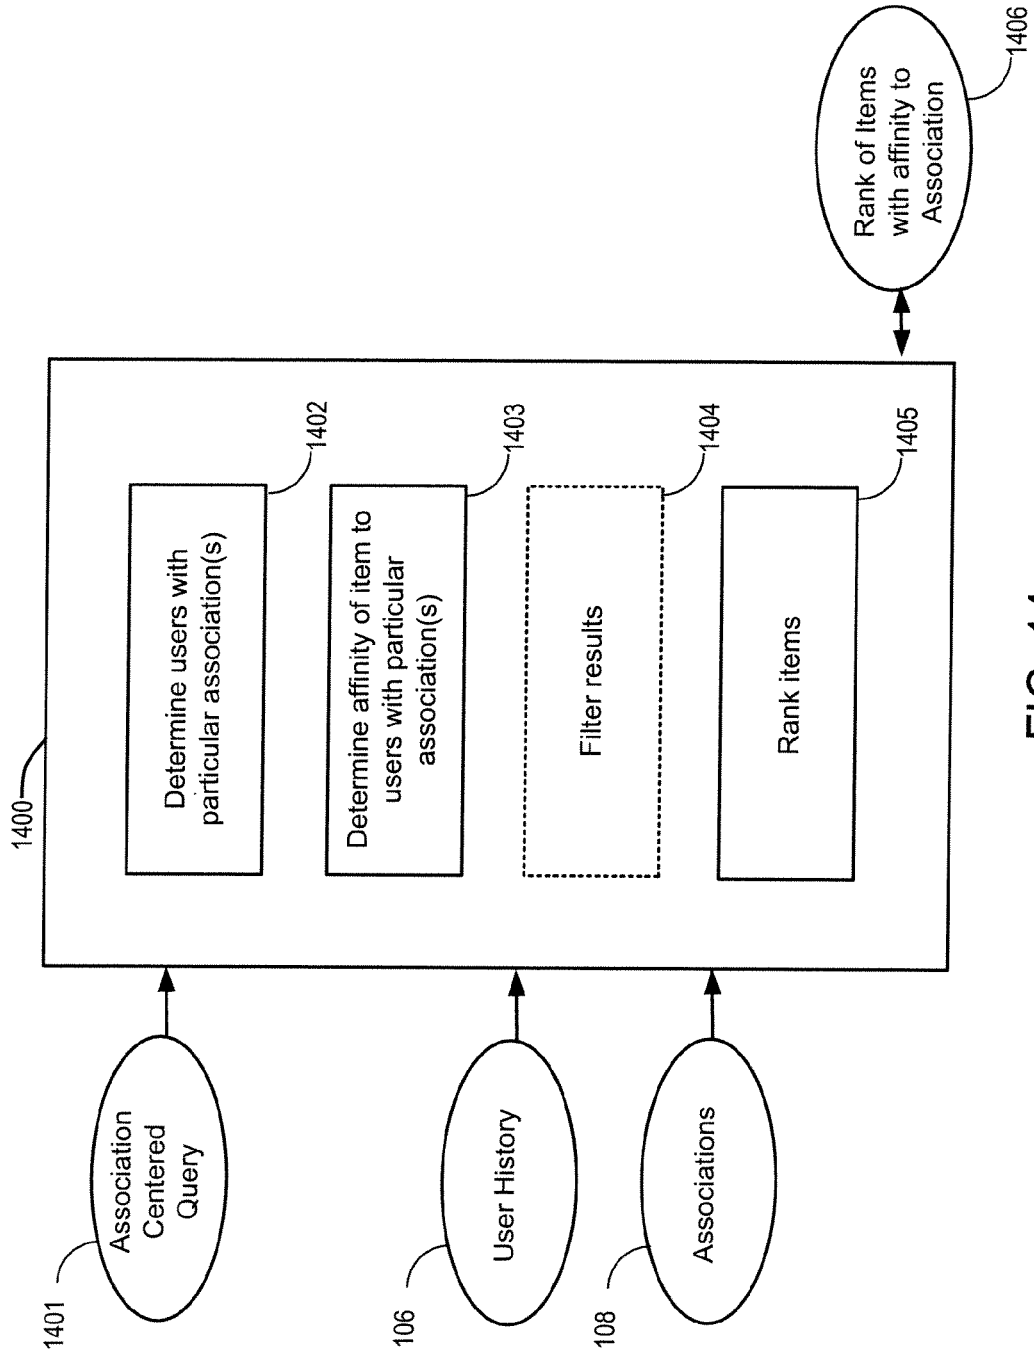 1400
1401
Association
Centered
Query
106
User History
108
Associations
Determine users with
particular association(s)
1402
Determine affinity of item to
users with particular
association(s)
1403
Filter results
1404
Rank items
1405
Rank of Items
with affinity to
Association
1406
FIG